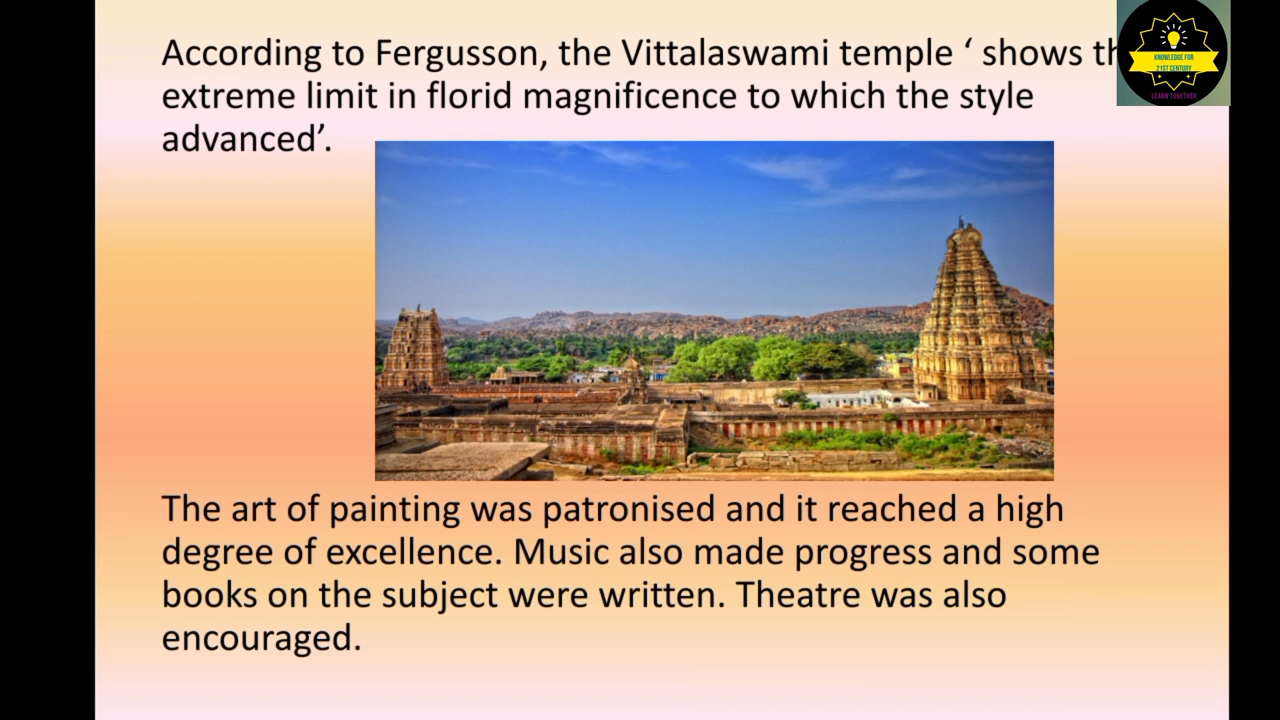 According to Fergusson, the Vittalaswami temple ‘ shows
extreme limit in florid magnificence to which the style
advanced’.
The art of painting was patronised and it reached a high
degree of excellence. Music also made progress and some
books on the subject were written. Theatre was also
encouraged.
KNOWLEDGE FOR
21ST CENTURY
LEARN TOGETHER